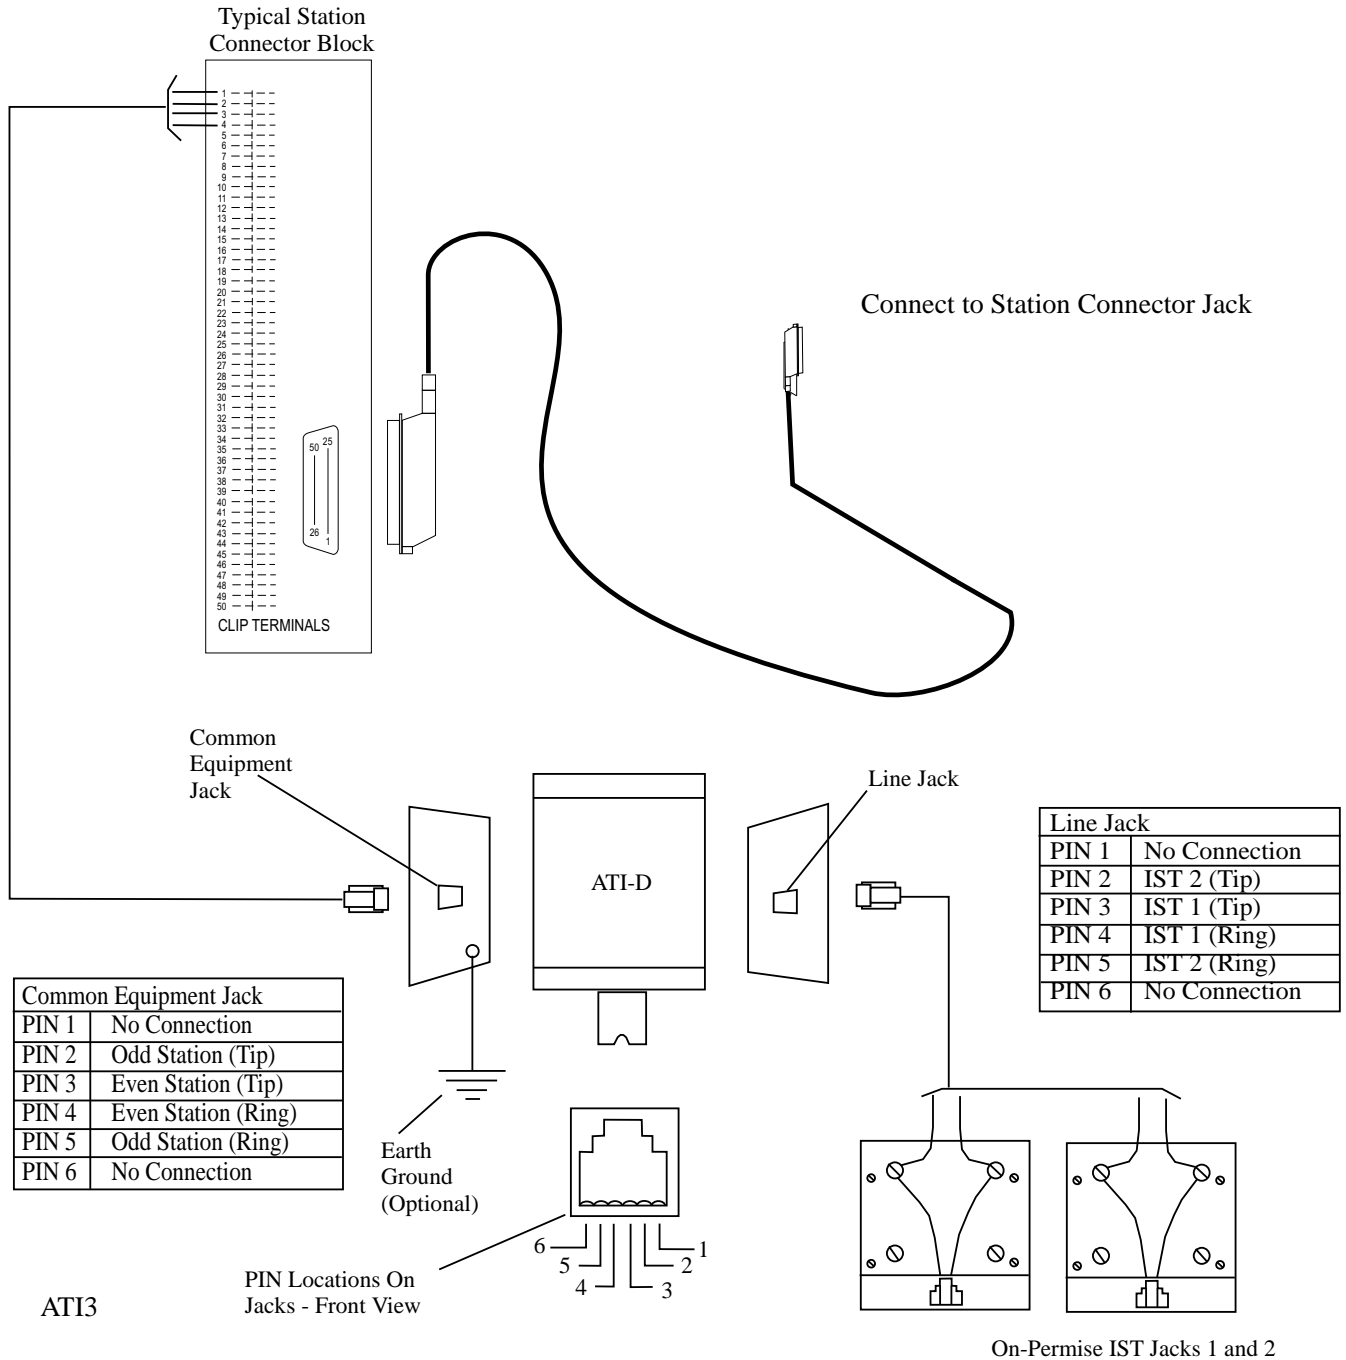 Typical Station
Connector Block
1
2
3
4
5
6
7
8
9
10
11
12
13
14
15
16
17
18
19
20
21
22
23
24
25
26
27
28
29
30
31
32
33
34
35
36
37
38
39
40
41
42
43
44
45
46
47
48
49
50
50 25
26 1
CLIP TERMINALS
Connect to Station Connector Jack
Common
Equipment
Jack
ATI-D
Line Jack
Line Jack
PIN 1 No Connection
PIN 2 IST 2 (Tip)
PIN 3 IST 1 (Tip)
PIN 4 IST 1 (Ring)
PIN 5 IST 2 (Ring)
PIN 6 No Connection
Common Equipment Jack
PIN 1 No Connection
PIN 2 Odd Station (Tip)
PIN 3 Even Station (Tip)
PIN 4 Even Station (Ring)
PIN 5 Odd Station (Ring)
PIN 6 No Connection
Earth
Ground
(Optional)
6
5
4
1
2
3
PIN Locations On
Jacks - Front View
ATI3
On-Permise IST Jacks 1 and 2